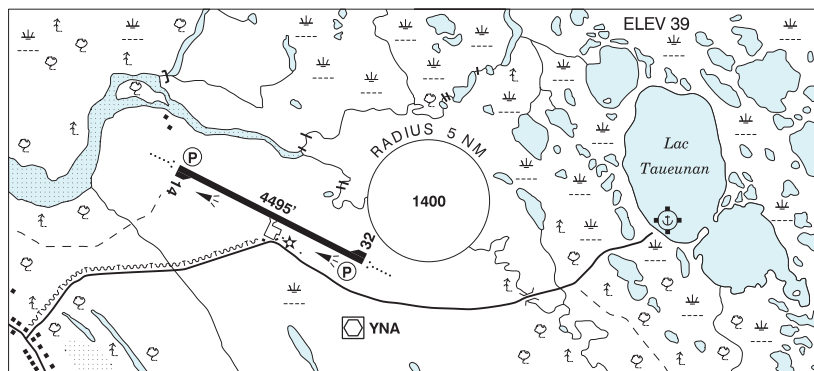 ELEV 39
RADIUS 5 NM
1400
Lac
Taueunan
P
14
4495'
32
P
YNA